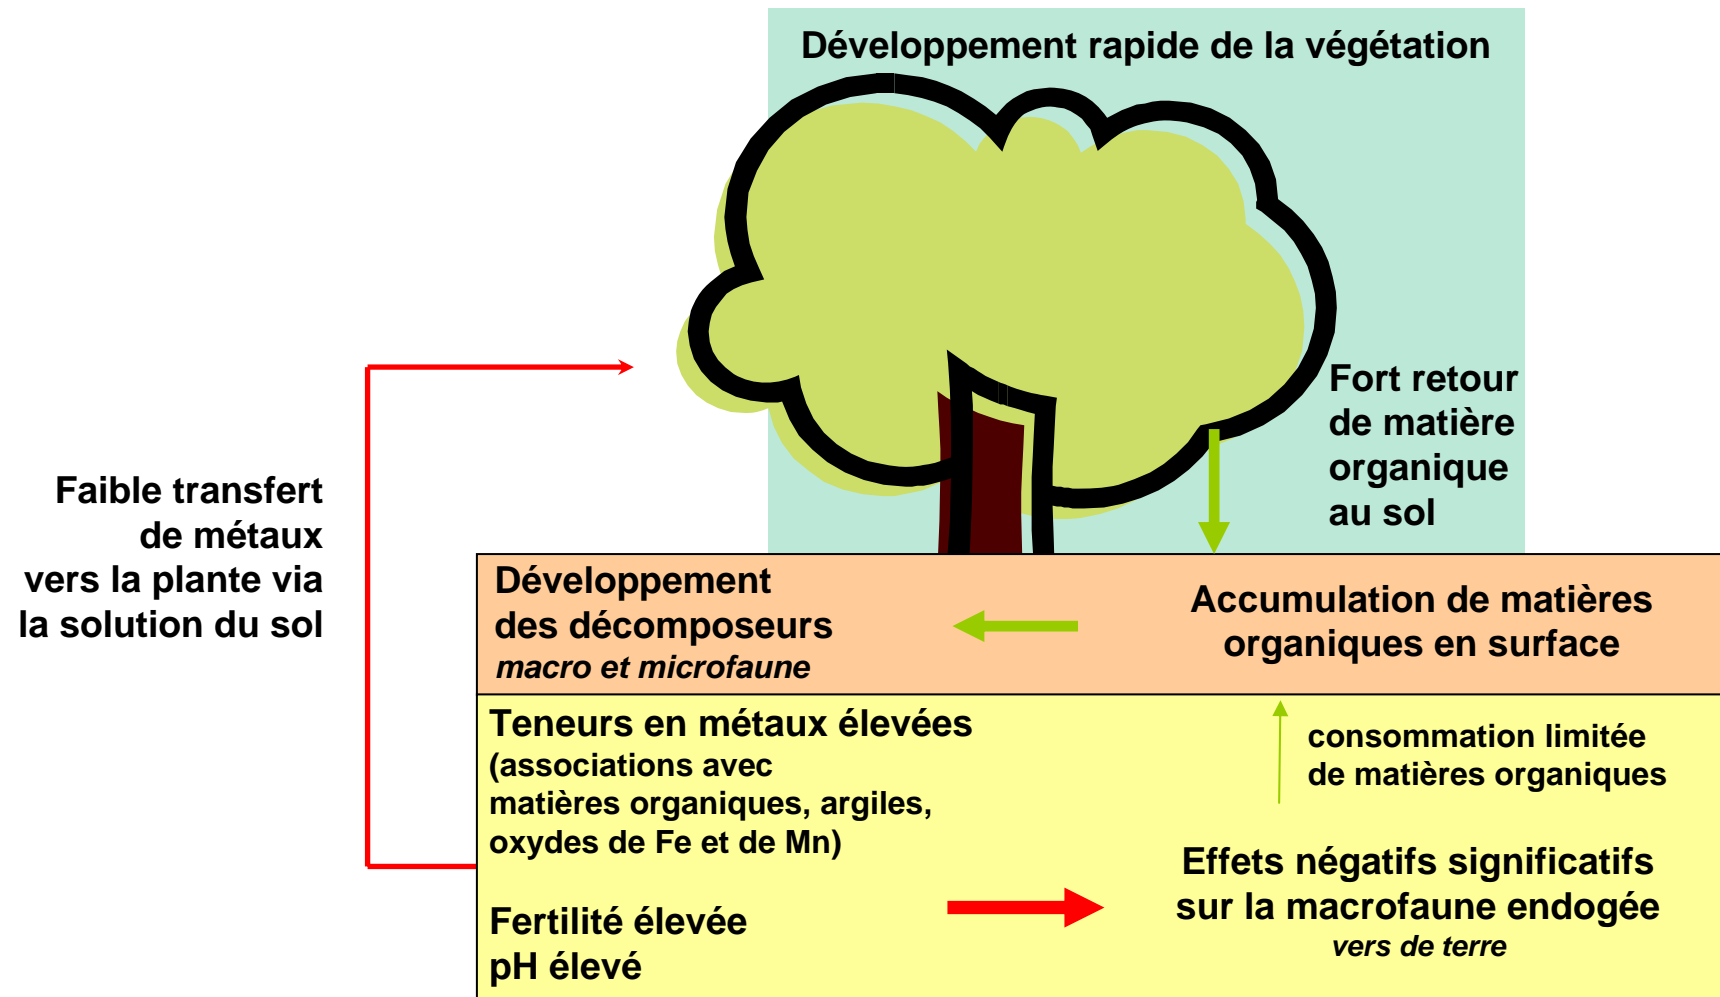 Développement rapide de la végétation
Fort retour
de matière
organique
au sol
Faible transfert
de métaux
vers la plante via
la solution du sol
Développement
des décomposeurs
macro et microfaune
Accumulation de matières
organiques en surface
Teneurs en métaux élevées
(associations avec
matières organiques, argiles,
oxydes de Fe et de Mn)
Fertilité élevée
pH élevé
consommation limitée
de matières organiques
Effets négatifs significatifs
sur la macrofaune endogée
vers de terre